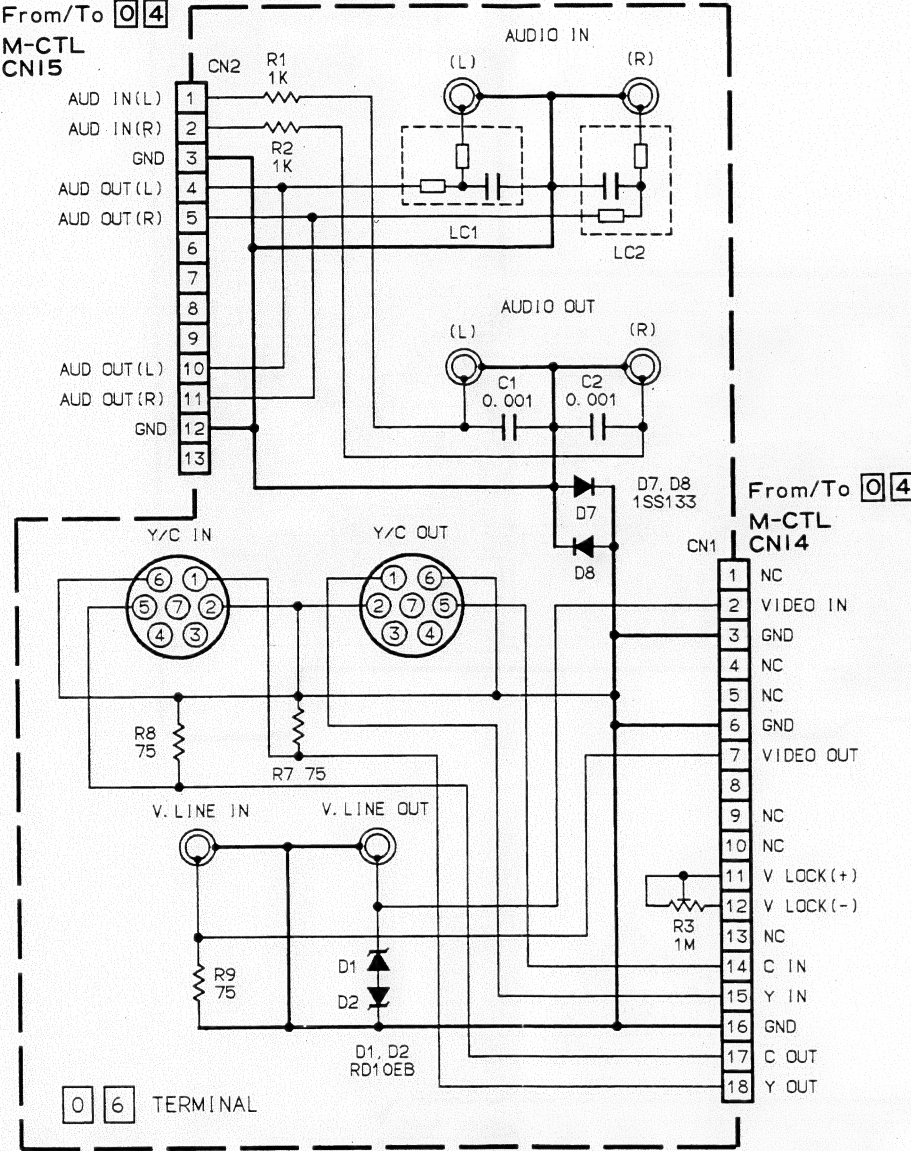 From/To 0 4
M-CTL
CN15
CN2
R1
1K
R2
1K
1 AUD IN(L)
2 AUD IN(R)
3 GND
4 AUD OUT(L)
5 AUD OUT(R)
6
7
8
9
10 AUD OUT(L)
11 AUD OUT(R)
12 GND
13
AUDIO IN
(L)
(R)
LC1
LC2
AUDIO OUT
(L)
(R)
C1
0.001
C2
0.001
D7
D8
D7, D8
1SS133
From/To 0 4
M-CTL
CN14
CN1
Y/C IN
6 1
5 7 2
4 3
Y/C OUT
1 6
2 7 5
3 4
R8
75
R7 75
V.LINE IN
V.LINE OUT
R9
75
D1
D2
D1, D2
RD10EB
R3
1M
1 NC
2 VIDEO IN
3 GND
4 NC
5 NC
6 GND
7 VIDEO OUT
8
9 NC
10 NC
11 V LOCK(+)
12 V LOCK(-)
13 NC
14 C IN
15 Y IN
16 GND
17 C OUT
18 Y OUT
0 6 TERMINAL